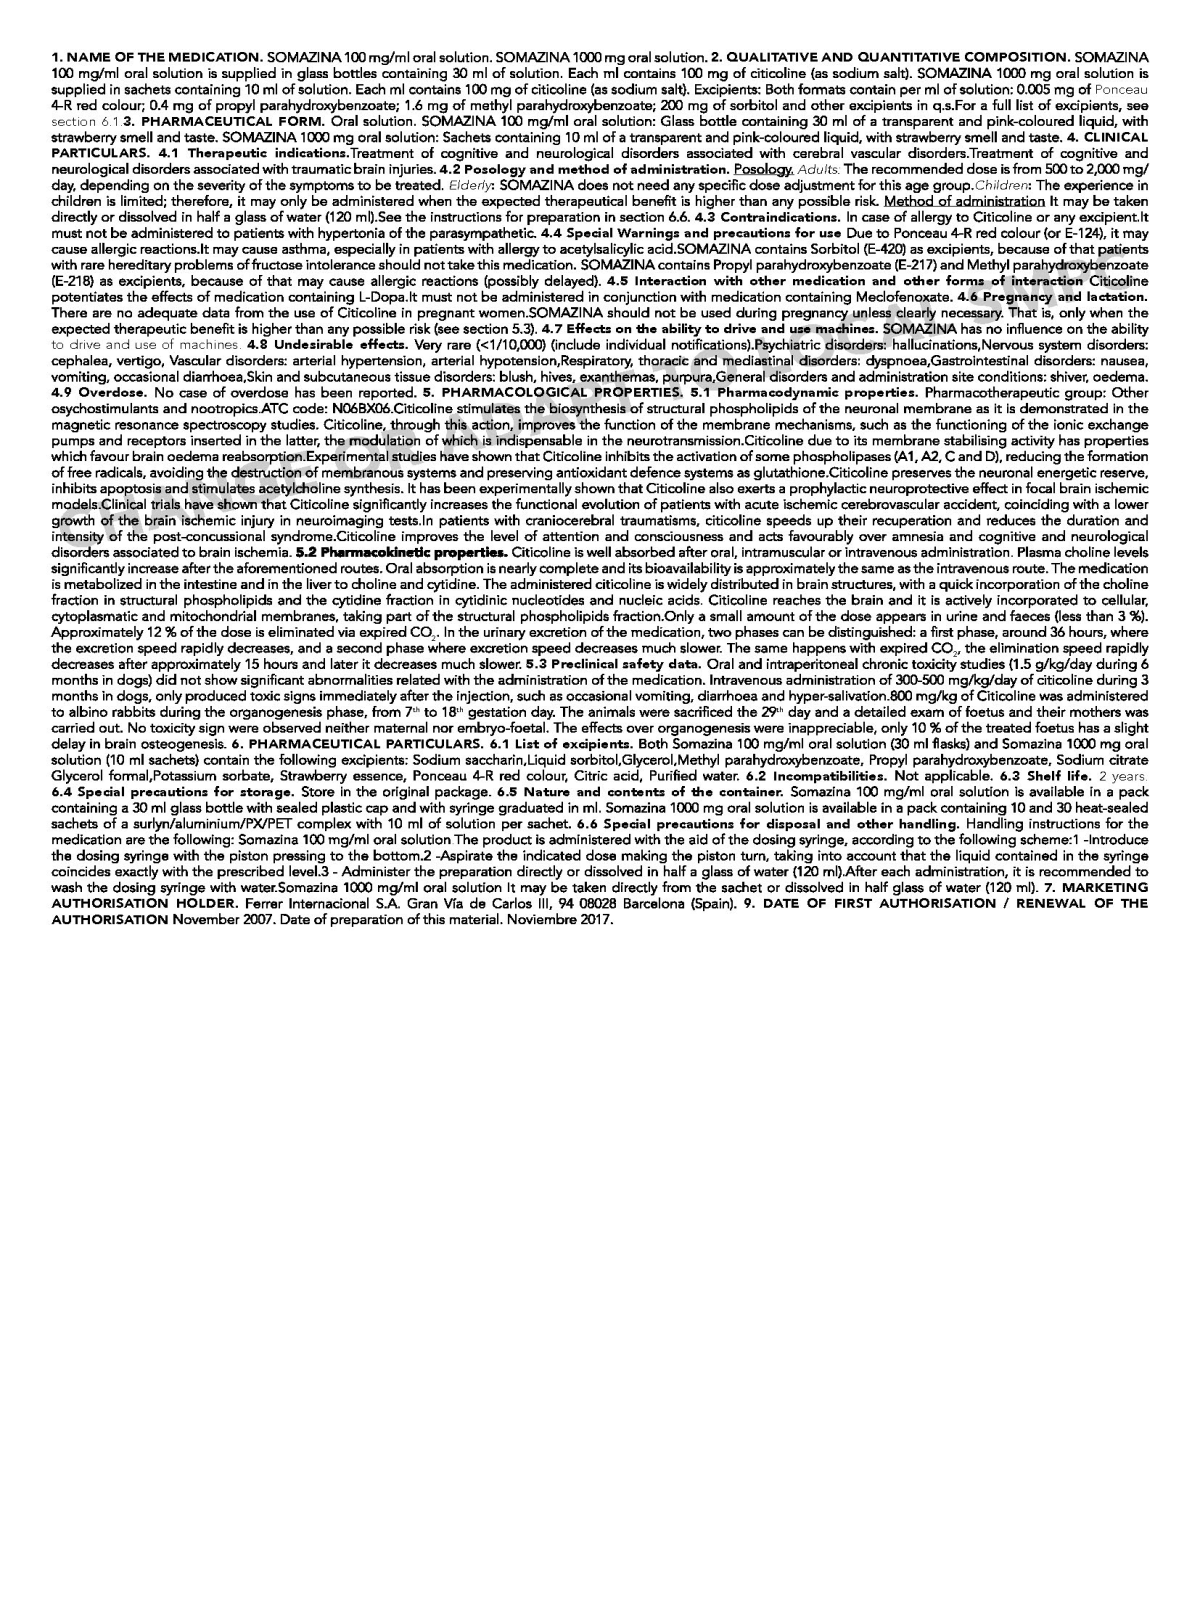 1. NAME OF THE MEDICATION. SOMAZINA 100 mg/ml oral solution. SOMAZINA 1000 mg oral solution. 2. QUALITATIVE AND QUANTITATIVE COMPOSITION. SOMAZINA
100 mg/ml oral solution is supplied in glass bottles containing 30 ml of solution. Each ml contains 100 mg of citicoline (as sodium salt). SOMAZINA 1000 mg oral solution is
supplied in sachets containing 10 ml of solution. Each ml contains 100 mg of citicoline (as sodium salt). Excipients: Both formats contain per ml of solution: 0.005 mg of Ponceau
4-R red colour; 0.4 mg of propyl parahydroxybenzoate; 1.6 mg of methyl parahydroxybenzoate; 200 mg of sorbitol and other excipients in q.s.For a full list of excipients, see
section 6.1.3. PHARMACEUTICAL FORM. Oral solution. SOMAZINA 100 mg/ml oral solution: Glass bottle containing 30 ml of a transparent and pink-coloured liquid, with
strawberry smell and taste. SOMAZINA 1000 mg oral solution: Sachets containing 10 ml of a transparent and pink-coloured liquid, with strawberry smell and taste. 4. CLINICAL
PARTICULARS. 4.1 Therapeutic indications.Treatment of cognitive and neurological disorders associated with cerebral vascular disorders.Treatment of cognitive and
neurological disorders associated with traumatic brain injuries. 4.2 Posology and method of administration. Posology. Adults: The recommended dose is from 500 to 2,000 mg/
day, depending on the severity of the symptoms to be treated. Elderly: SOMAZINA does not need any specific dose adjustment for this age group.Children: The experience in
children is limited; therefore, it may only be administered when the expected therapeutical benefit is higher than any possible risk. Method of administration It may be taken
directly or dissolved in half a glass of water (120 ml).See the instructions for preparation in section 6.6. 4.3 Contraindications. In case of allergy to Citicoline or any excipient.It
must not be administered to patients with hypertonia of the parasympathetic. 4.4 Special Warnings and precautions for use Due to Ponceau 4-R red colour (or E-124), it may
cause allergic reactions.It may cause asthma, especially in patients with allergy to acetylsalicylic acid.SOMAZINA contains Sorbitol (E-420) as excipients, because of that patients
with rare hereditary problems of fructose intolerance should not take this medication. SOMAZINA contains Propyl parahydroxybenzoate (E-217) and Methyl parahydroxybenzoate
(E-218) as excipients, because of that may cause allergic reactions (possibly delayed). 4.5 Interaction with other medication and other forms of interaction Citicoline
potentiates the effects of medication containing L-Dopa.It must not be administered in conjunction with medication containing Meclofenoxate. 4.6 Pregnancy and lactation.
There are no adequate data from the use of Citicoline in pregnant women.SOMAZINA should not be used during pregnancy unless clearly necessary. That is, only when the
expected therapeutic benefit is higher than any possible risk (see section 5.3). 4.7 Effects on the ability to drive and use machines. SOMAZINA has no influence on the ability
to drive and use of machines. 4.8 Undesirable effects. Very rare (<1/10,000) (include individual notifications).Psychiatric disorders: hallucinations,Nervous system disorders:
cephalea, vertigo, Vascular disorders: arterial hypertension, arterial hypotension,Respiratory, thoracic and mediastinal disorders: dyspnoea,Gastrointestinal disorders: nausea,
vomiting, occasional diarrhoea,Skin and subcutaneous tissue disorders: blush, hives, exanthemas, purpura,General disorders and administration site conditions: shiver, oedema.
4.9 Overdose. No case of overdose has been reported. 5. PHARMACOLOGICAL PROPERTIES. 5.1 Pharmacodynamic properties. Pharmacotherapeutic group: Other
osychostimulants and nootropics.ATC code: N06BX06.Citicoline stimulates the biosynthesis of structural phospholipids of the neuronal membrane as it is demonstrated in the
magnetic resonance spectroscopy studies. Citicoline, through this action, improves the function of the membrane mechanisms, such as the functioning of the ionic exchange
pumps and receptors inserted in the latter, the modulation of which is indispensable in the neurotransmission.Citicoline due to its membrane stabilising activity has properties
which favour brain oedema reabsorption.Experimental studies have shown that Citicoline inhibits the activation of some phospholipases (A1, A2, C and D), reducing the formation
of free radicals, avoiding the destruction of membranous systems and preserving antioxidant defence systems as glutathione.Citicoline preserves the neuronal energetic reserve,
inhibits apoptosis and stimulates acetylcholine synthesis. It has been experimentally shown that Citicoline also exerts a prophylactic neuroprotective effect in focal brain ischemic
models.Clinical trials have shown that Citicoline significantly increases the functional evolution of patients with acute ischemic cerebrovascular accident, coinciding with a lower
growth of the brain ischemic injury in neuroimaging tests.In patients with craniocerebral traumatisms, citicoline speeds up their recuperation and reduces the duration and
intensity of the post-concussional syndrome.Citicoline improves the level of attention and consciousness and acts favourably over amnesia and cognitive and neurological
disorders associated to brain ischemia. 5.2 Pharmacokinetic properties. Citicoline is well absorbed after oral, intramuscular or intravenous administration. Plasma choline levels
significantly increase after the aforementioned routes. Oral absorption is nearly complete and its bioavailability is approximately the same as the intravenous route. The medication
is metabolized in the intestine and in the liver to choline and cytidine. The administered citicoline is widely distributed in brain structures, with a quick incorporation of the choline
fraction in structural phospholipids and the cytidine fraction in cytidinic nucleotides and nucleic acids. Citicoline reaches the brain and it is actively incorporated to cellular,
cytoplasmatic and mitochondrial membranes, taking part of the structural phospholipids fraction.Only a small amount of the dose appears in urine and faeces (less than 3 %).
Approximately 12 % of the dose is eliminated via expired CO2. In the urinary excretion of the medication, two phases can be distinguished: a first phase, around 36 hours, where
the excretion speed rapidly decreases, and a second phase where excretion speed decreases much slower. The same happens with expired CO2, the elimination speed rapidly
decreases after approximately 15 hours and later it decreases much slower. 5.3 Preclinical safety data. Oral and intraperitoneal chronic toxicity studies (1.5 g/kg/day during 6
months in dogs) did not show significant abnormalities related with the administration of the medication. Intravenous administration of 300-500 mg/kg/day of citicoline during 3
months in dogs, only produced toxic signs immediately after the injection, such as occasional vomiting, diarrhoea and hyper-salivation.800 mg/kg of Citicoline was administered
to albino rabbits during the organogenesis phase, from 7th to 18th gestation day. The animals were sacrificed the 29th day and a detailed exam of foetus and their mothers was
carried out. No toxicity sign were observed neither maternal nor embryo-foetal. The effects over organogenesis were inappreciable, only 10 % of the treated foetus has a slight
delay in brain osteogenesis. 6. PHARMACEUTICAL PARTICULARS. 6.1 List of excipients. Both Somazina 100 mg/ml oral solution (30 ml flasks) and Somazina 1000 mg oral
solution (10 ml sachets) contain the following excipients: Sodium saccharin,Liquid sorbitol,Glycerol,Methyl parahydroxybenzoate, Propyl parahydroxybenzoate, Sodium citrate
Glycerol formal,Potassium sorbate, Strawberry essence, Ponceau 4-R red colour, Citric acid, Purified water. 6.2 Incompatibilities. Not applicable. 6.3 Shelf life. 2 years.
6.4 Special precautions for storage. Store in the original package. 6.5 Nature and contents of the container. Somazina 100 mg/ml oral solution is available in a pack
containing a 30 ml glass bottle with sealed plastic cap and with syringe graduated in ml. Somazina 1000 mg oral solution is available in a pack containing 10 and 30 heat-sealed
sachets of a surlyn/aluminium/PX/PET complex with 10 ml of solution per sachet. 6.6 Special precautions for disposal and other handling. Handling instructions for the
medication are the following: Somazina 100 mg/ml oral solution The product is administered with the aid of the dosing syringe, according to the following scheme:1 -Introduce
the dosing syringe with the piston pressing to the bottom.2 -Aspirate the indicated dose making the piston turn, taking into account that the liquid contained in the syringe
coincides exactly with the prescribed level.3 - Administer the preparation directly or dissolved in half a glass of water (120 ml).After each administration, it is recommended to
wash the dosing syringe with water.Somazina 1000 mg/ml oral solution It may be taken directly from the sachet or dissolved in half glass of water (120 ml). 7. MARKETING
AUTHORISATION HOLDER. Ferrer Internacional S.A. Gran Vía de Carlos III, 94 08028 Barcelona (Spain). 9. DATE OF FIRST AUTHORISATION / RENEWAL OF THE
AUTHORISATION November 2007. Date of preparation of this material. Noviembre 2017.
CHANGE OR ADAPT TO LOCAL SMPC